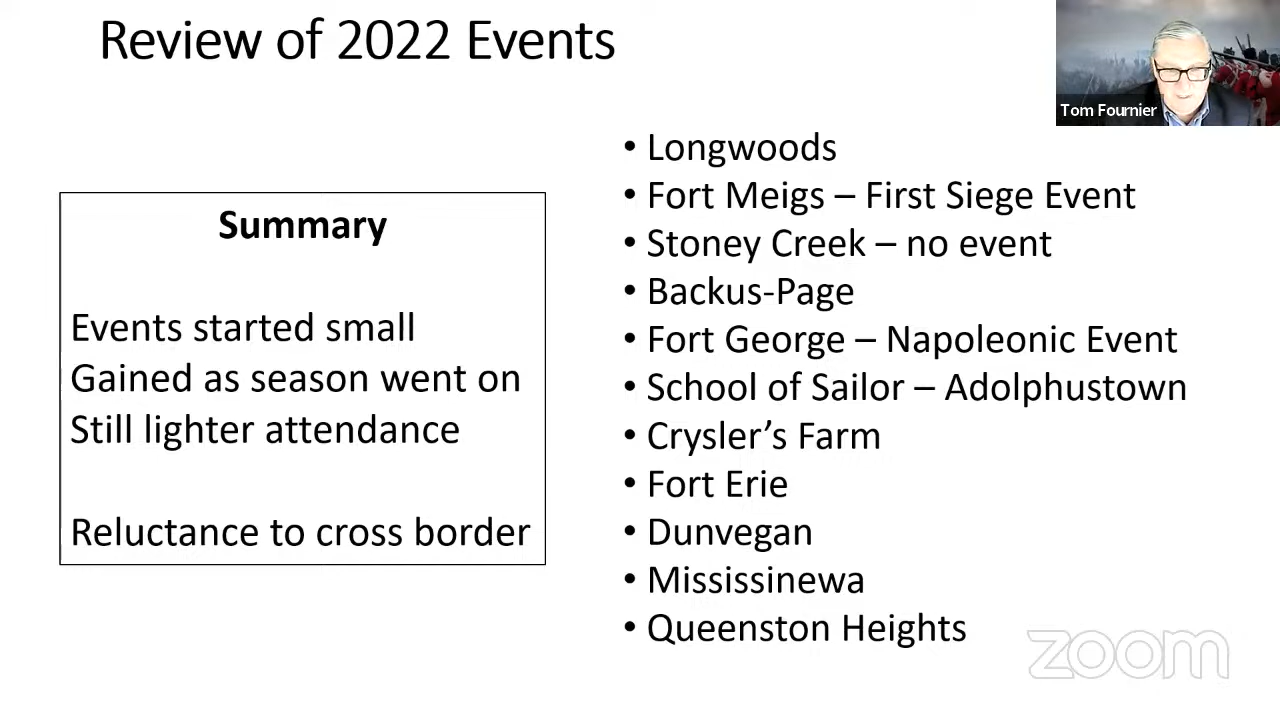 Review of 2022 Events
Tom Fournier
Summary
Events started small
Gained as season went on
Still lighter attendance
Reluctance to cross border
• Longwoods
• Fort Meigs – First Siege Event
• Stoney Creek – no event
• Backus-Page
• Fort George – Napoleonic Event
• School of Sailor – Adolphustown
• Crysler’s Farm
• Fort Erie
• Dunvegan
• Mississinewa
• Queenston Heights
zoom